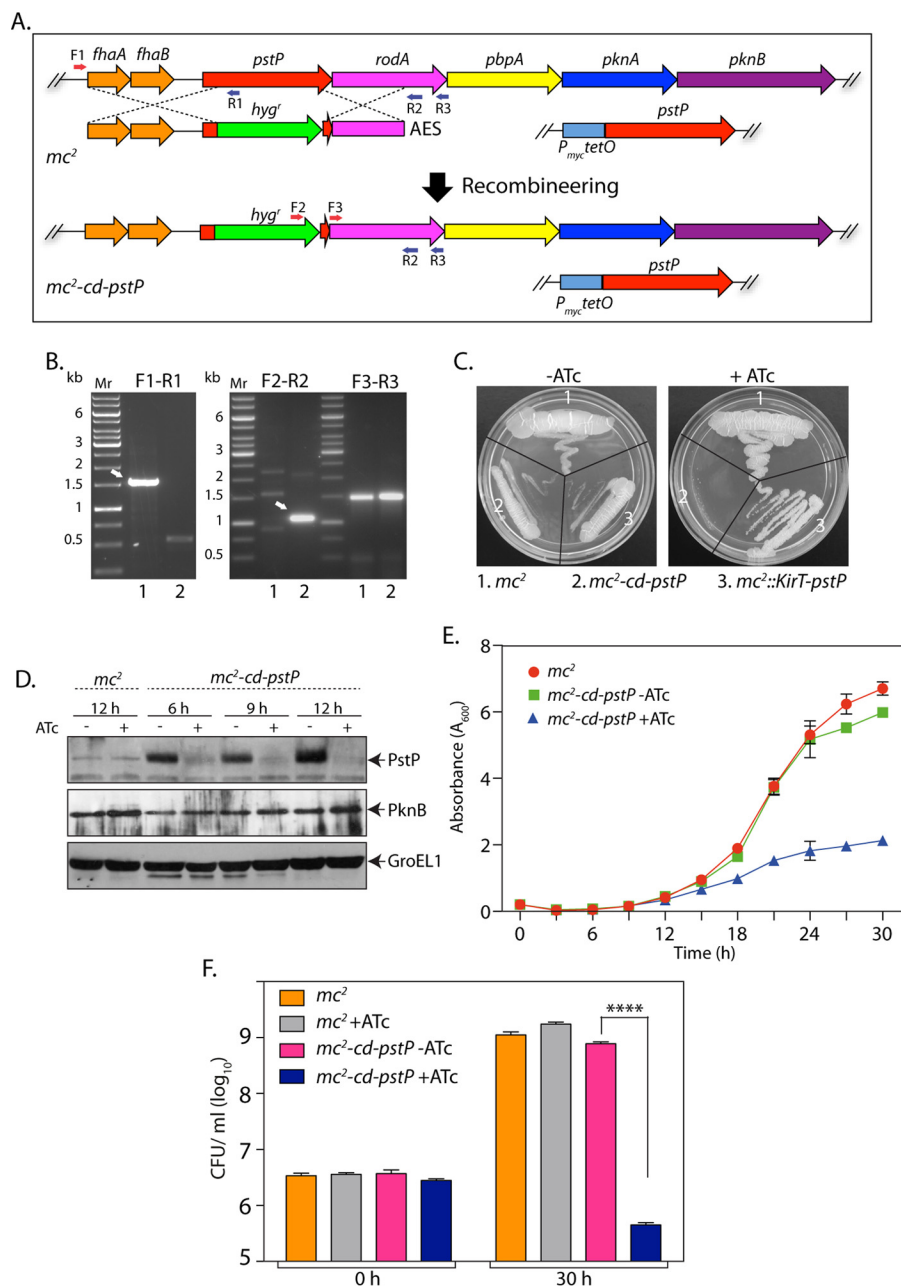 A.
F1 fhaA fhaB pstP rodA pbpA pknA pknB
R1 R2 R3
hygr AES pstP
PmyctetO
mc2
Recombineering
F2 F3
hygr
R2 R3
mc2-cd-pstP pstP
PmyctetO
B.
kb Mr F1-R1 kb Mr F2-R2 F3-R3
6
3
2
1.5
1
0.5
1 2
6
3
2
1.5
1
0.5
1 2 1 2
C.
-ATc + ATc
1 2 3
1 2 3
1. mc2 2. mc2-cd-pstP 3. mc2::KirT-pstP
D.
mc2 mc2-cd-pstP
12 h 6 h 9 h 12 h
ATc - + - + - + - +
PstP
PknB
GroEL1
E.
mc2
mc2-cd-pstP -ATc
mc2-cd-pstP +ATc
Absorbance (A600)
8
6
4
2
0
0 6 12 18 24 30
Time (h)
F.
mc2
mc2 +ATc
mc2-cd-pstP -ATc
mc2-cd-pstP +ATc
****
CFU/ ml (log10)
9
8
7
6
5
0 h 30 h